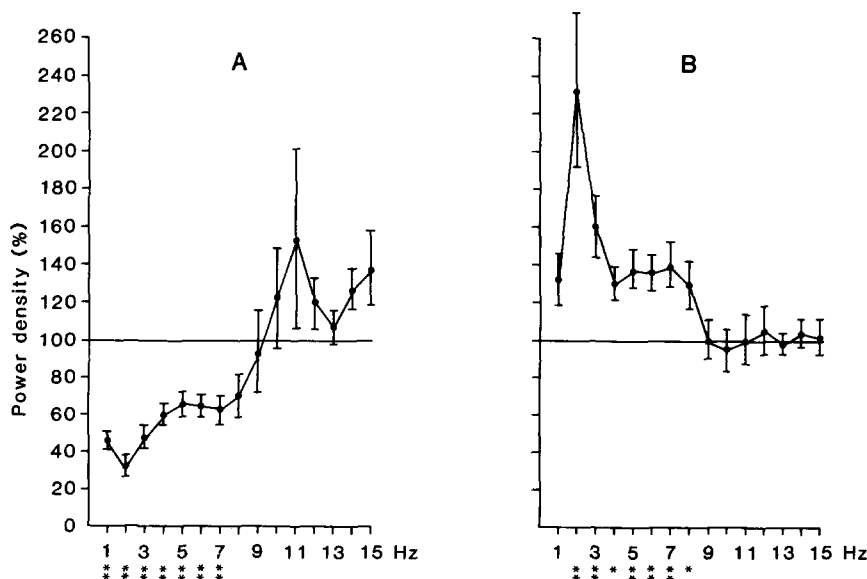 A
B
Power density (%)
260
240
220
200
180
160
140
120
100
80
60
40
20
0
1 3 5 7 9 11 13 15 Hz
** ** ** ** ** ** **
1 3 5 7 9 11 13 15 Hz
** ** * ** ** ** *